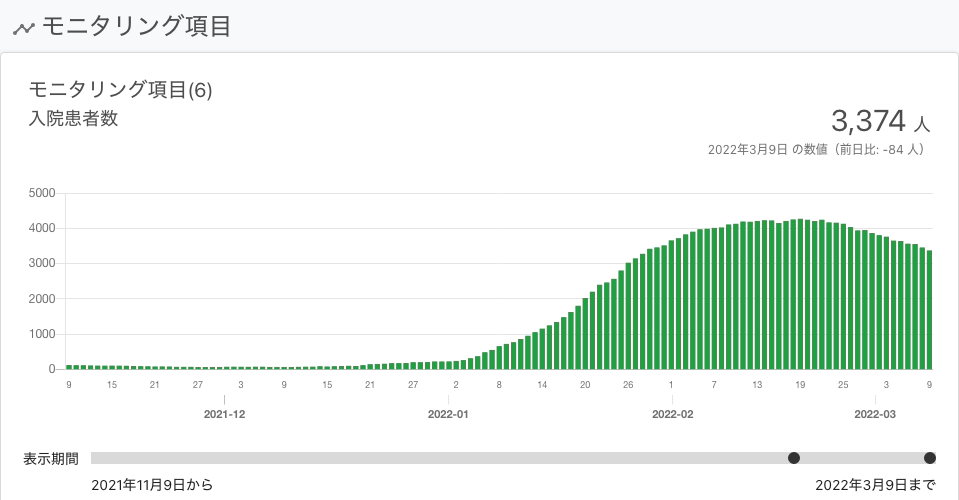 モニタリング項目
モニタリング項目(6)
入院患者数
3,374 人
2022年3月9日 の数値（前日比: -84 人）
5000
4000
3000
2000
1000
0
9 15 21 27 3 9 15 21 27 2 8 14 20 26 1 7 13 19 25 3 9
2021-12 2022-01 2022-02 2022-03
表示期間
2021年11月9日から 2022年3月9日まで